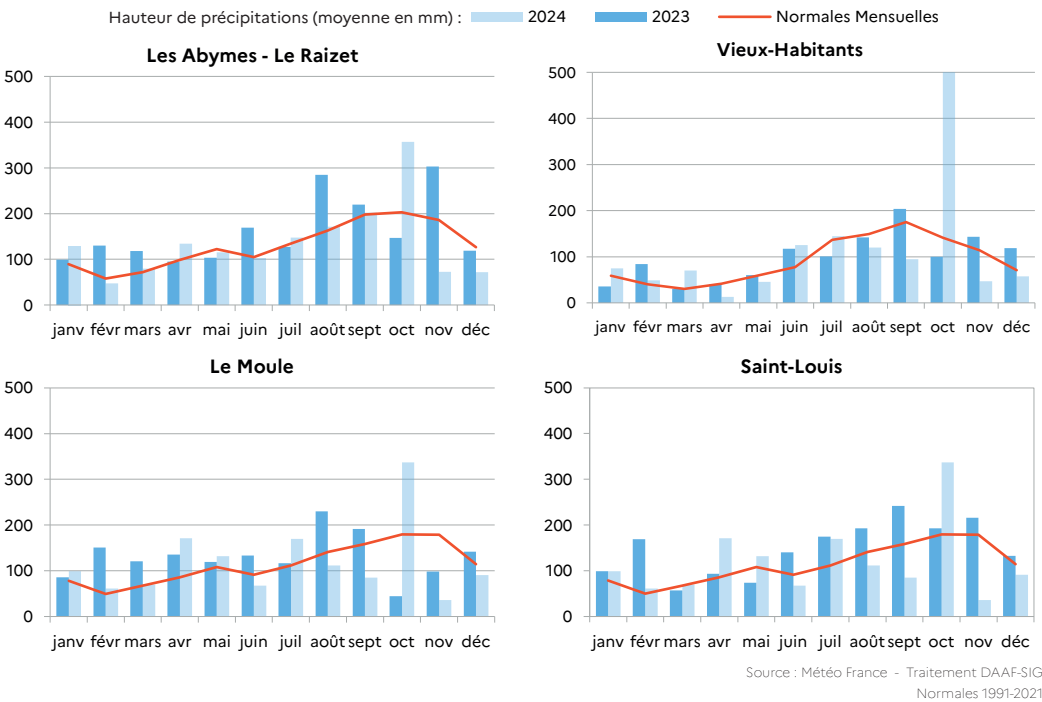 Hauteur de précipitations (moyenne en mm) : 2024 2023 Normales Mensuelles
Les Abymes - Le Raizet
500
400
300
200
100
0
janv févr mars avr mai juin juil août sept oct nov déc
Vieux-Habitants
500
400
300
200
100
0
janv févr mars avr mai juin juil août sept oct nov déc
Le Moule
500
400
300
200
100
0
janv févr mars avr mai juin juil août sept oct nov déc
Saint-Louis
500
400
300
200
100
0
janv févr mars avr mai juin juil août sept oct nov déc
Source : Météo France - Traitement DAAF-SIG
Normales 1991-2021